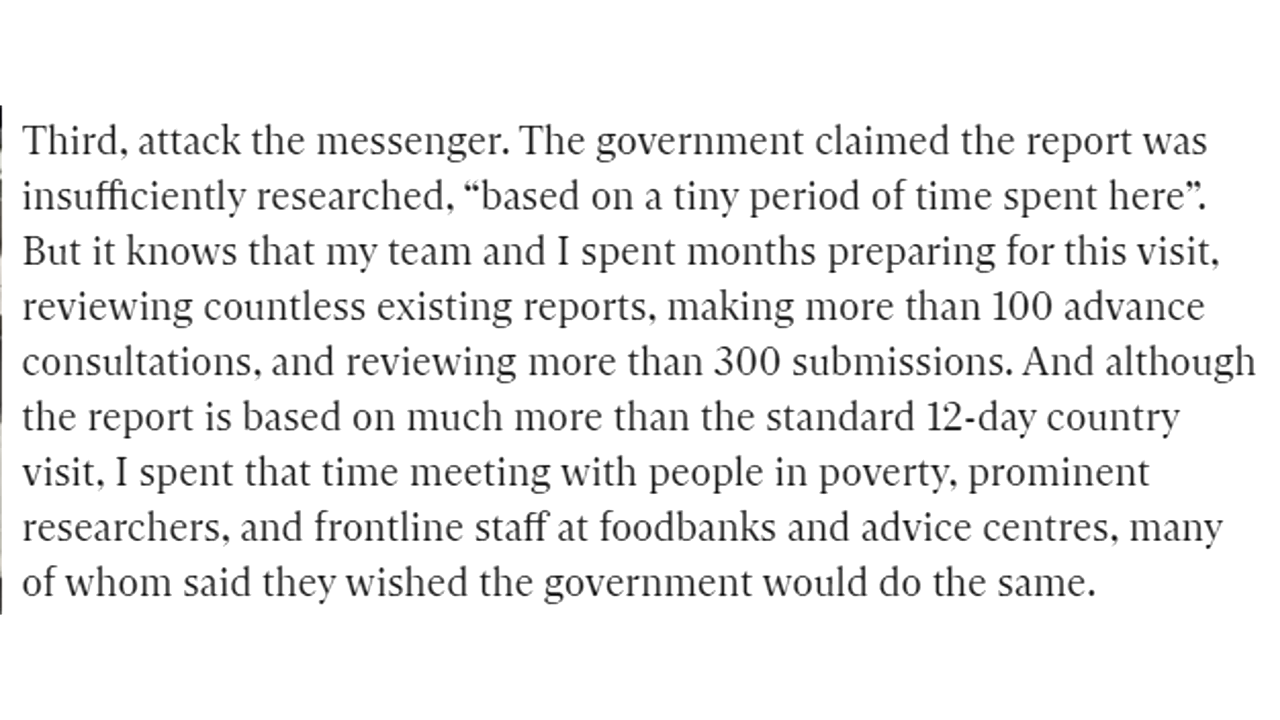 Third, attack the messenger. The government claimed the report was
insufficiently researched, “based on a tiny period of time spent here”.
But it knows that my team and I spent months preparing for this visit,
reviewing countless existing reports, making more than 100 advance
consultations, and reviewing more than 300 submissions. And although
the report is based on much more than the standard 12-day country
visit, I spent that time meeting with people in poverty, prominent
researchers, and frontline staff at foodbanks and advice centres, many
of whom said they wished the government would do the same.